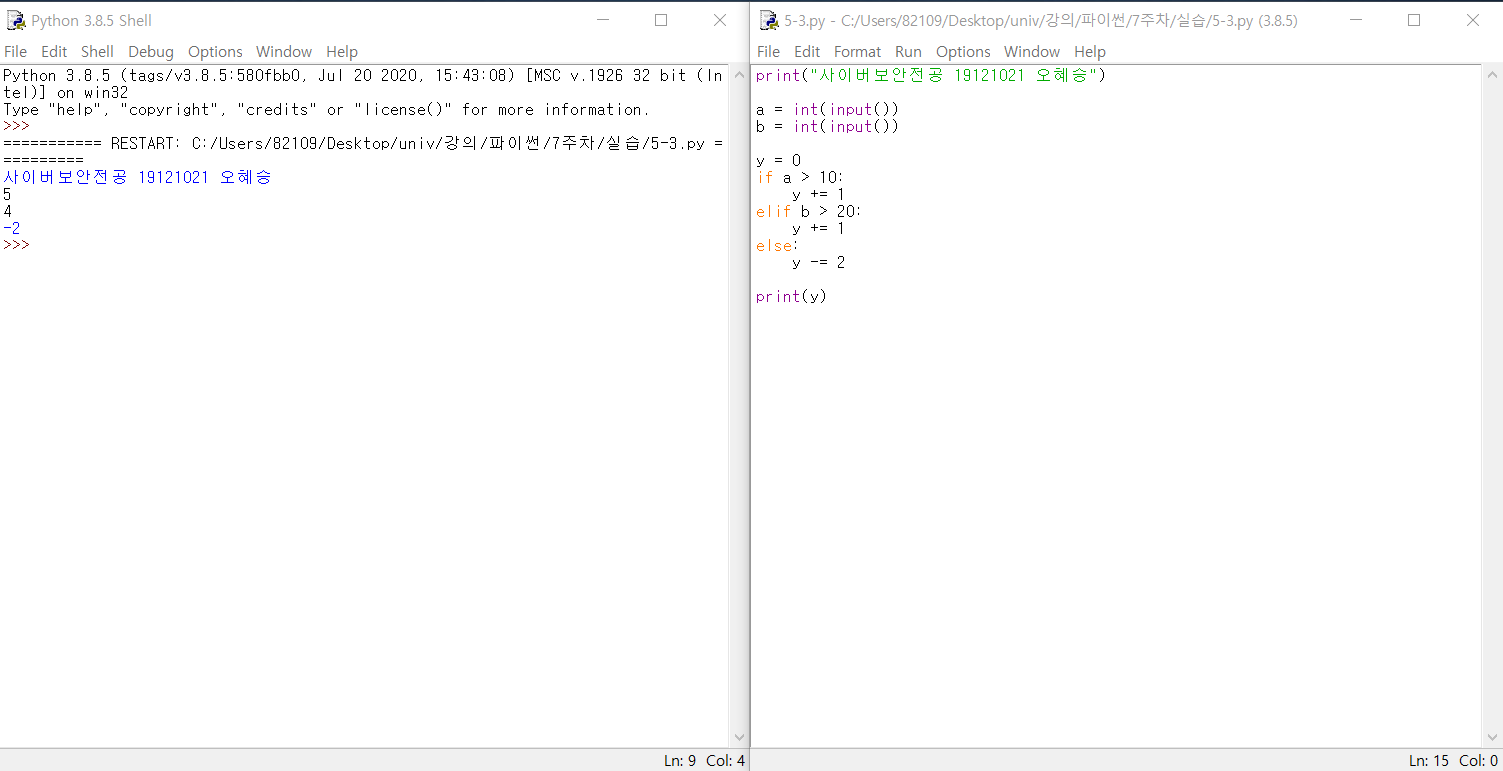 Python 3.8.5 Shell
File Edit Shell Debug Options Window Help
Python 3.8.5 (tags/v3.8.5:580fbb0, Jul 20 2020, 15:43:08) [MSC v.1926 32 bit (In
tel)] on win32
Type "help", "copyright", "credits" or "license()" for more information.
>>>
=========== RESTART: C:/Users/82109/Desktop/univ/강의/파이썬/7주차/실습/5-3.py =
=========
사이버보안전공 19121021 오혜승
5
4
-2
>>>
Ln: 9 Col: 4
5-3.py - C:/Users/82109/Desktop/univ/강의/파이썬/7주차/실습/5-3.py (3.8.5)
File Edit Format Run Options Window Help
print("사이버보안전공 19121021 오혜승")
a = int(input())
b = int(input())
y = 0
if a > 10:
    y += 1
elif b > 20:
    y += 1
else:
    y -= 2
print(y)
Ln: 15 Col: 0